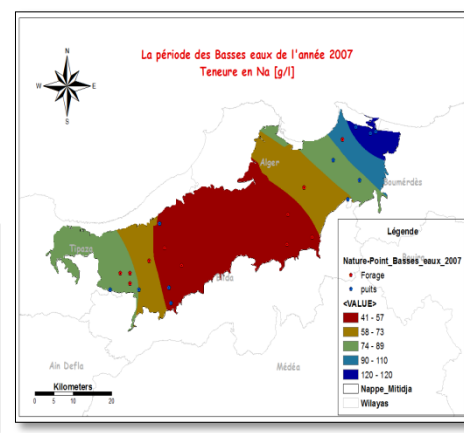 La période des Basses eaux de l'année 2007
Teneure en Na [g/l]
N
W E
S
Alger
Boumérdès
Tipaza
Blida
Ain Defla
Médéa
Légende
Nature-Point_Basses_eaux_2007
Forage
puits
<VALUE>
41 - 57
58 - 73
74 - 89
90 - 110
120 - 120
Nappe_Mitidja
Wilayas
Kilometers
0 5 10 20